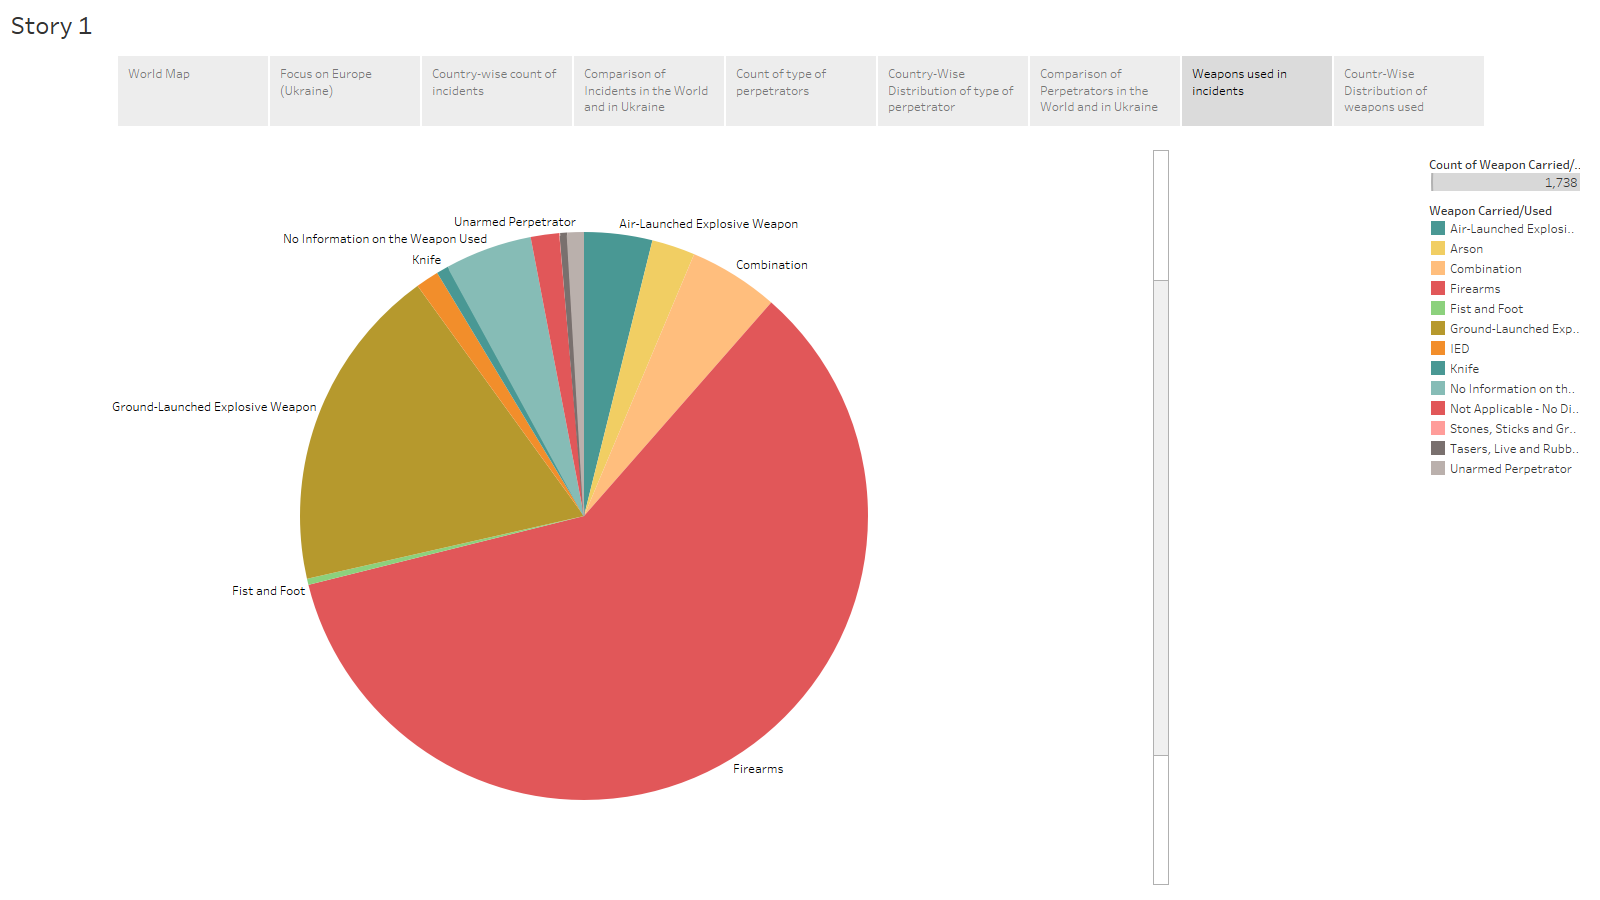 Story 1
World Map
Focus on Europe
(Ukraine)
Country-wise count of
incidents
Comparison of
Incidents in the World
and in Ukraine
Count of type of
perpetrators
Country-Wise
Distribution of type of
perpetrator
Comparison of
Perpetrators in the
World and in Ukraine
Weapons used in
incidents
Countr-Wise
Distribution of
weapons used
Unarmed Perpetrator
Air-Launched Explosive Weapon
No Information on the Weapon Used
Knife
Combination
Ground-Launched Explosive Weapon
Fist and Foot
Firearms
Count of Weapon Carried/..
1,738
Weapon Carried/Used
Air-Launched Explosi..
Arson
Combination
Firearms
Fist and Foot
Ground-Launched Exp..
IED
Knife
No Information on th..
Not Applicable - No Di..
Stones, Sticks and Gr..
Tasers, Live and Rubb..
Unarmed Perpetrator